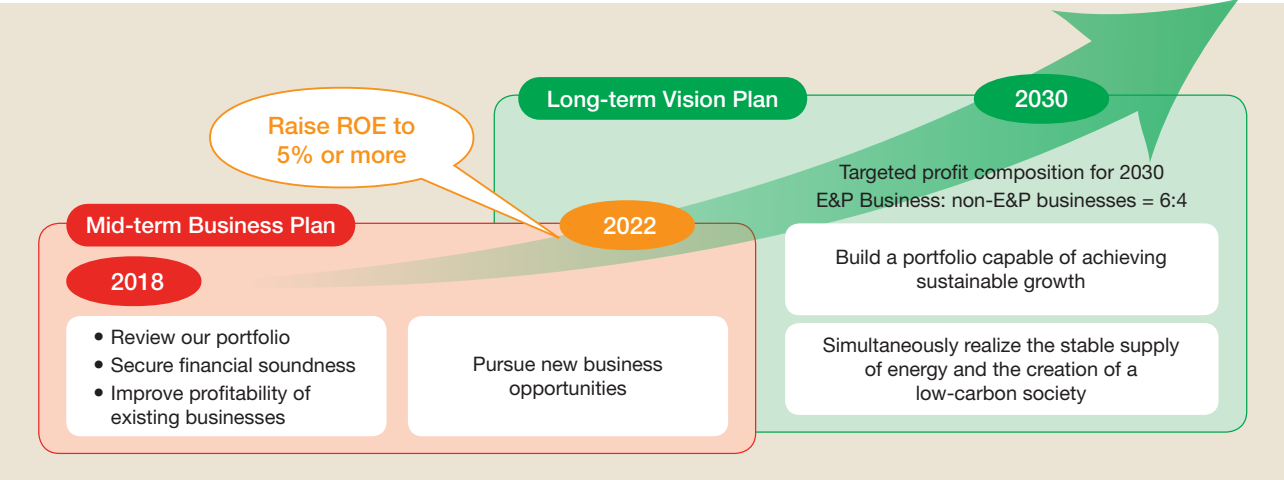 Long-term Vision Plan
2030
Raise ROE to
5% or more
Targeted profit composition for 2030
E&P Business: non-E&P businesses = 6:4
Mid-term Business Plan
2022
2018
Build a portfolio capable of achieving
sustainable growth
• Review our portfolio
• Secure financial soundness
• Improve profitability of
existing businesses
Pursue new business
opportunities
Simultaneously realize the stable supply
of energy and the creation of a
low-carbon society